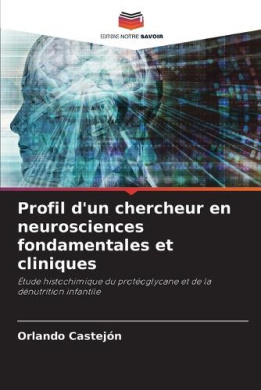 EDITIONS NOTRE SAVOIR
Profil d'un chercheur en
neurosciences
fondamentales et
cliniques
Étude histochimique du protéoglycane et de la
dénutrition infantile
Orlando Castejón